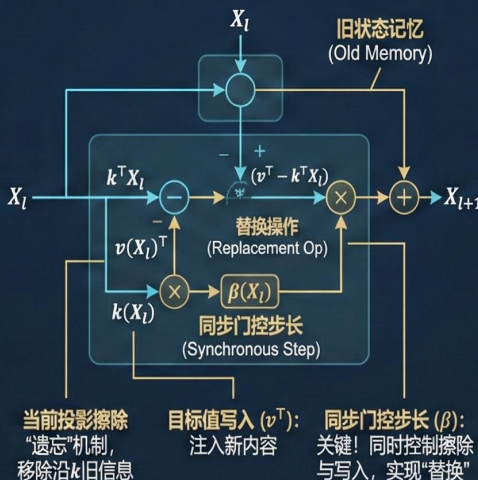 X_l
旧状态记忆
(Old Memory)
− +
k^⊤X_l
−
(v^⊤ − k^⊤X_l)
×
+
X_l
X_{l+1}
−
替换操作
(Replacement Op)
v(X_l)^⊤
×
β(X_l)
k(X_l)
同步门控步长
(Synchronous Step)
当前投影擦除
“遗忘”机制，
移除沿k旧信息
目标值写入 (v^⊤)：
注入新内容
同步门控步长 (β)：
关键！同时控制擦除
与写入，实现“替换”